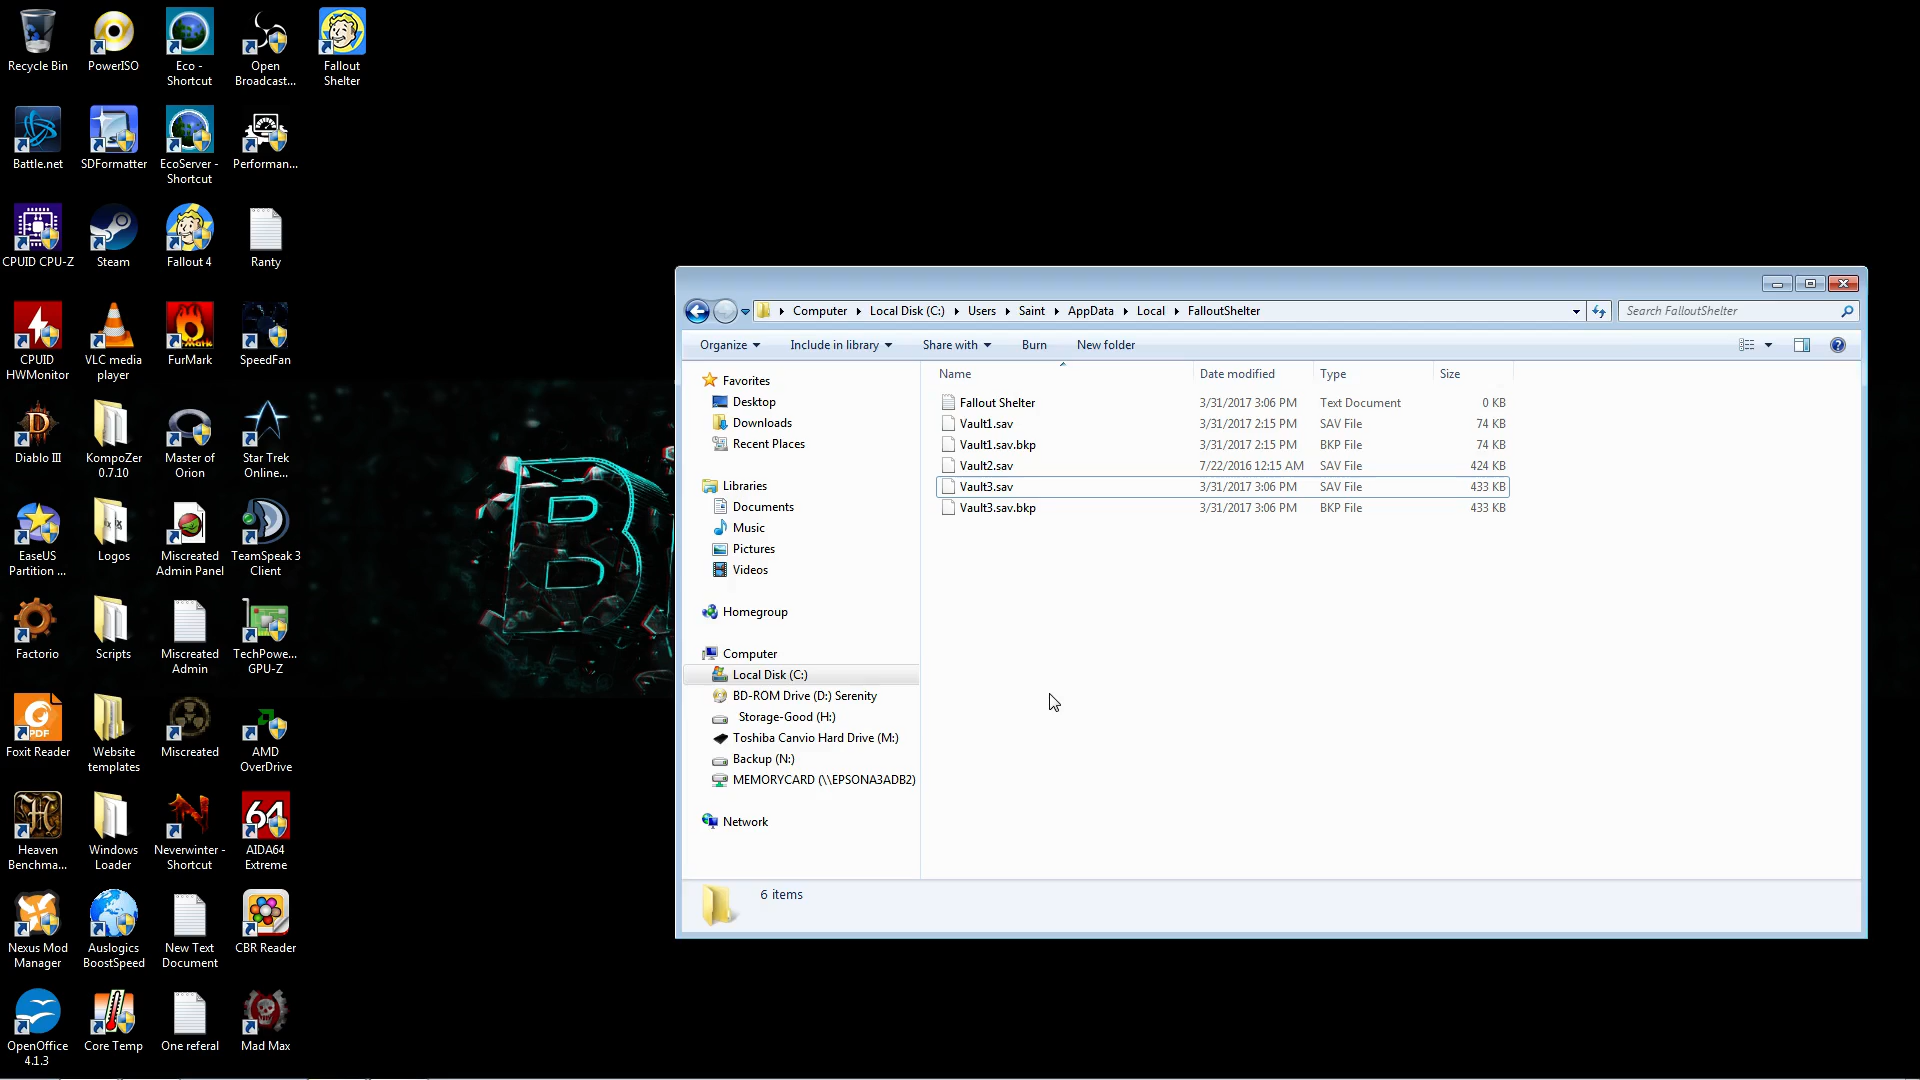 Recycle Bin
PowerISO
Eco -
Shortcut
Open
Broadcast...
Fallout
Shelter
Battle.net
SDFormatter
EcoServer -
Shortcut
Performan...
CPUID CPU-Z
Steam
Fallout 4
Ranty
CPUID
HWMonitor
VLC media
player
FurMark
SpeedFan
Diablo III
KompoZer
0.7.10
Master of
Orion
Star Trek
Online...
EaseUS
Partition ...
Logos
Miscreated
Admin Panel
TeamSpeak 3
Client
Factorio
Scripts
Miscreated
Admin
TechPowe...
GPU-Z
Foxit Reader
Website
templates
Miscreated
AMD
OverDrive
Heaven
Benchma...
Windows
Loader
Neverwinter -
Shortcut
64
AIDA64
Extreme
Nexus Mod
Manager
Auslogics
BoostSpeed
New Text
Document
CBR Reader
OpenOffice
4.1.3
Core Temp
One referal
Mad Max
PDF
B
Computer Local Disk (C:) Users Saint AppData Local FalloutShelter
Search FalloutShelter
Organize Include in library Share with Burn New folder
Name Date modified Type Size
Fallout Shelter 3/31/2017 3:06 PM Text Document 0 KB
Vault1.sav 3/31/2017 2:15 PM SAV File 74 KB
Vault1.sav.bkp 3/31/2017 2:15 PM BKP File 74 KB
Vault2.sav 7/22/2016 12:15 AM SAV File 424 KB
Vault3.sav 3/31/2017 3:06 PM SAV File 433 KB
Vault3.sav.bkp 3/31/2017 3:06 PM BKP File 433 KB
Favorites
Desktop
Downloads
Recent Places
Libraries
Documents
Music
Pictures
Videos
Homegroup
Computer
Local Disk (C:)
BD-ROM Drive (D:) Serenity
Storage-Good (H:)
Toshiba Canvio Hard Drive (M:)
Backup (N:)
MEMORYCARD (\\EPSONA3ADB2)
Network
6 items